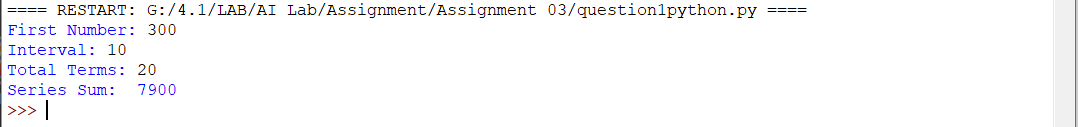 ==== RESTART: G:/4.1/LAB/AI Lab/Assignment/Assignment 03/question1python.py ====
First Number: 300
Interval: 10
Total Terms: 20
Series Sum:  7900
>>>